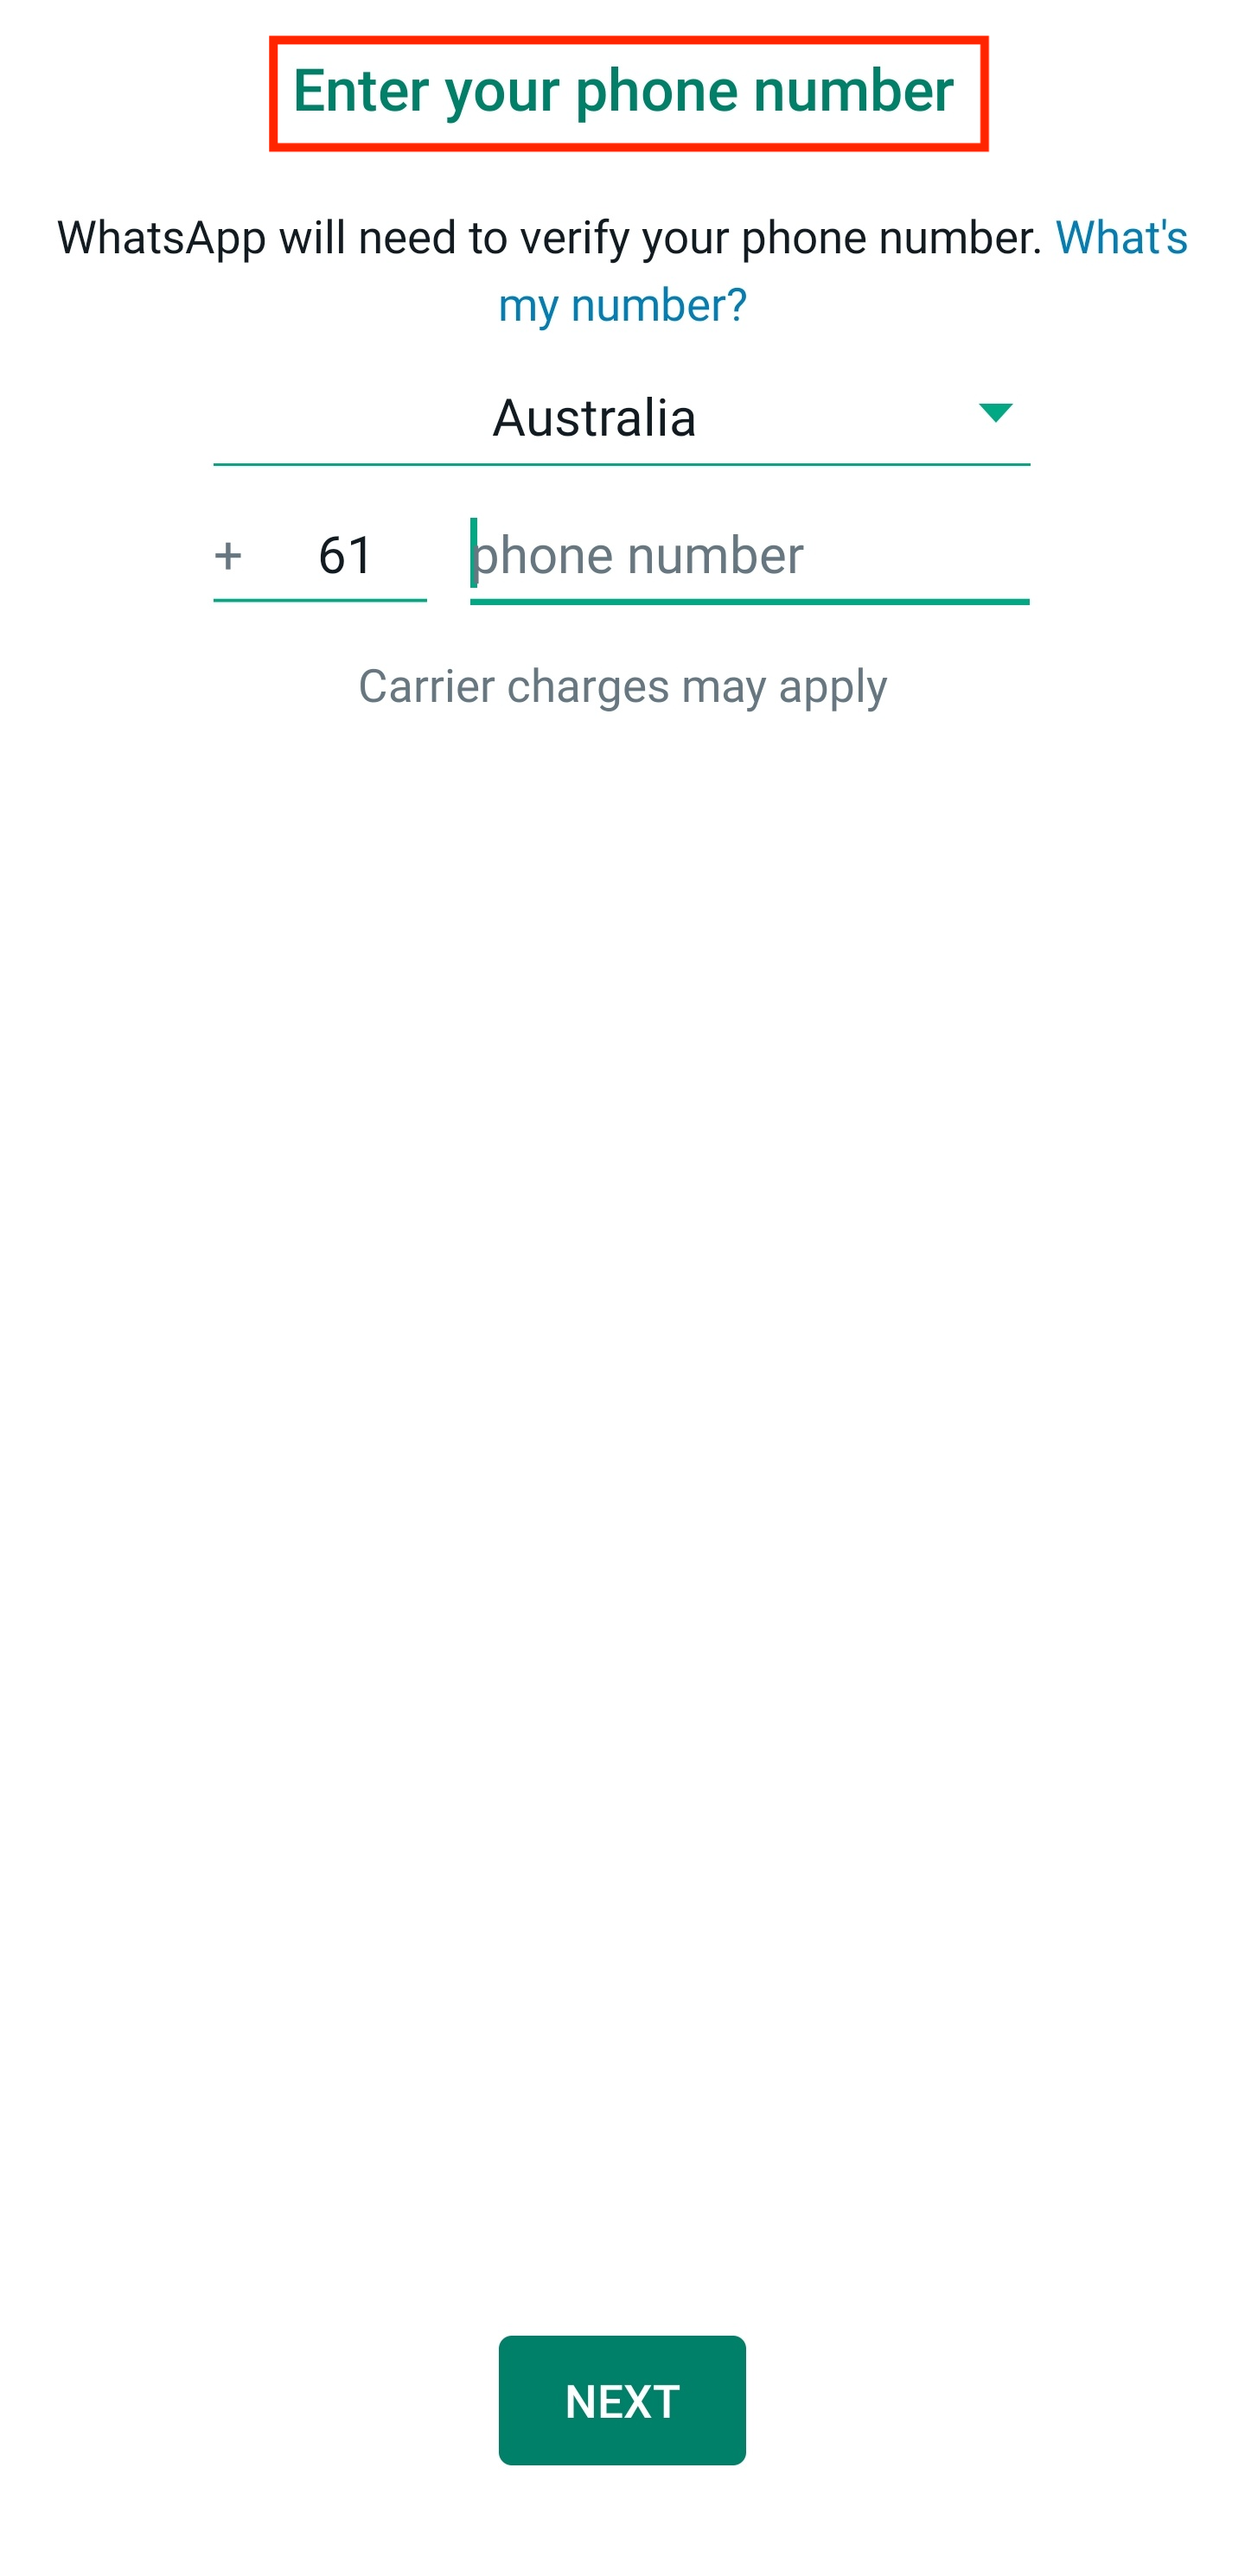 Enter your phone number
WhatsApp will need to verify your phone number. What's
my number?
Australia
+ 61 phone number
Carrier charges may apply
NEXT